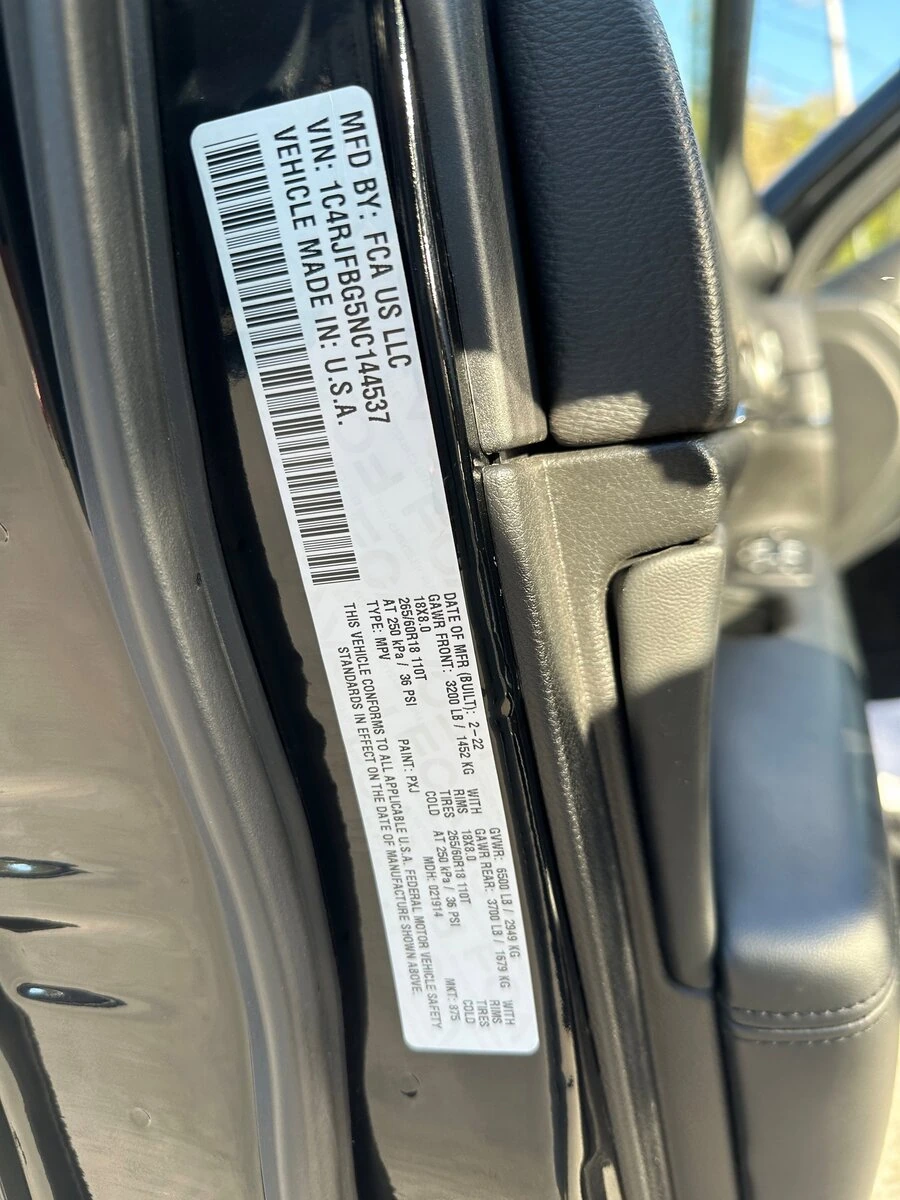 MFD BY: FCA US LLC
VIN: 1C4RJFBG5NC144537
VEHICLE MADE IN: U.S.A.
DATE OF MFR (BUILT): 2-22 GVWR: 6500 LB / 2949 KG
GAWR FRONT: 3200 LB / 1452 KG WITH GAWR REAR: 3700 LB / 1679 KG WITH
18X8.0 RIMS 18X8.0 RIMS
265/60R18 110T TIRES 265/60R18 110T TIRES
AT 250 kPa / 36 PSI COLD AT 250 kPa / 36 PSI COLD
TYPE: MPV PAINT: PXJ MDH: 021914 MKT: 375
THIS VEHICLE CONFORMS TO ALL APPLICABLE U.S.A. FEDERAL MOTOR VEHICLE SAFETY
STANDARDS IN EFFECT ON THE DATE OF MANUFACTURE SHOWN ABOVE.